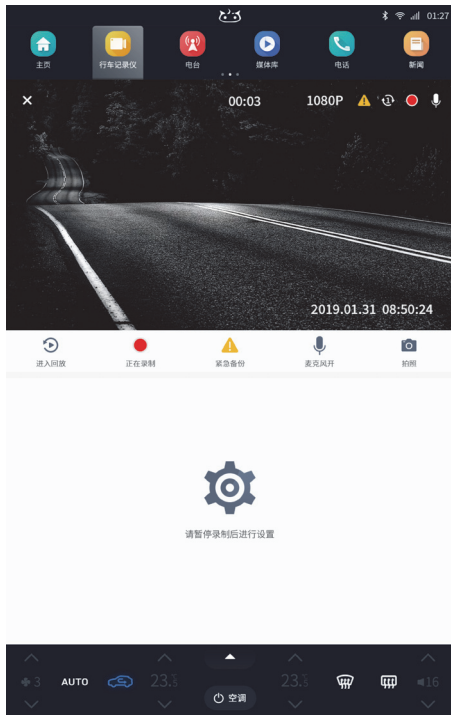 01:27
主页
行车记录仪
电台
媒体库
电话
新闻
00:03
1080P
1
2019.01.31 08:50:24
进入回放
正在录制
紧急备份
麦克风开
拍照
请暂停录制后进行设置
3
AUTO
23.
23.
16
空调